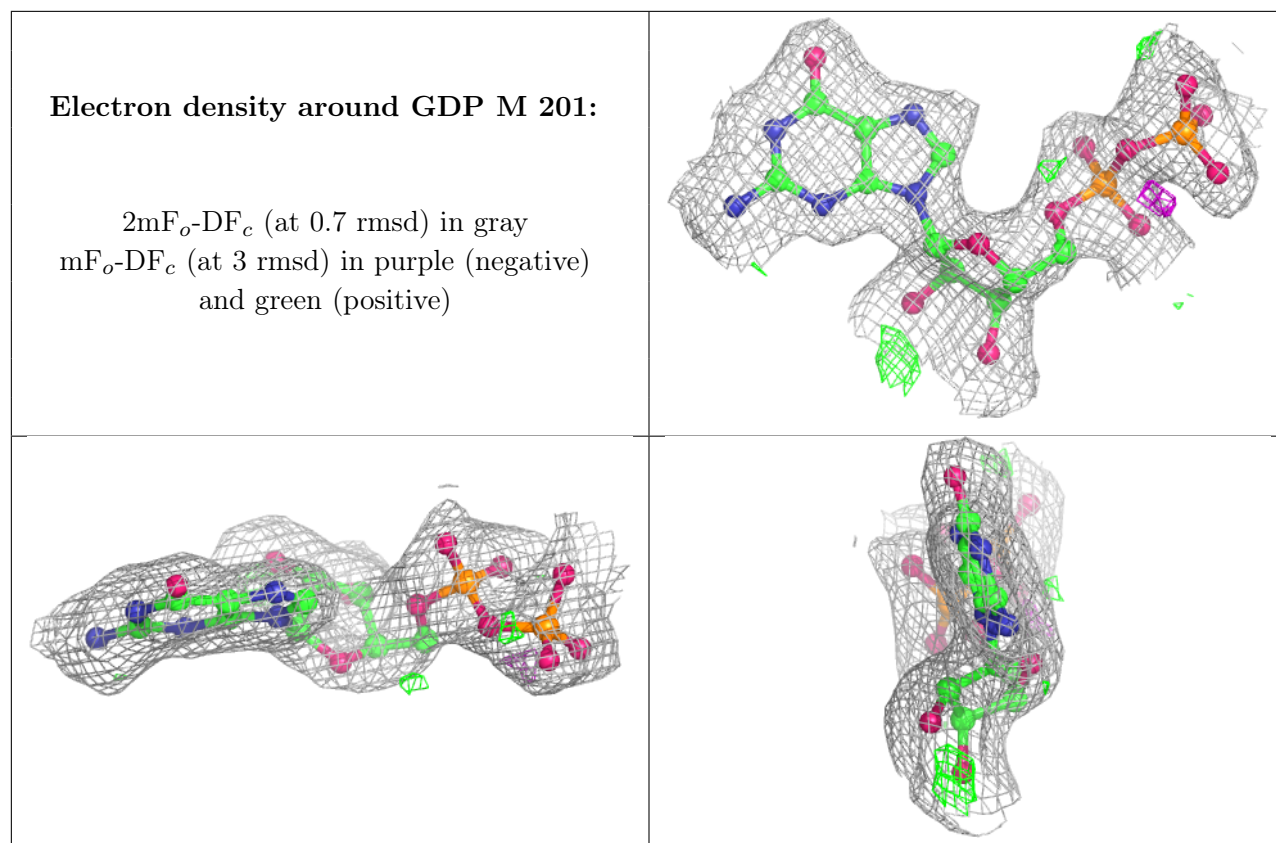 Electron density around GDP M 201:
2mFₒ-DF𝒸 (at 0.7 rmsd) in gray
mFₒ-DF𝒸 (at 3 rmsd) in purple (negative)
and green (positive)